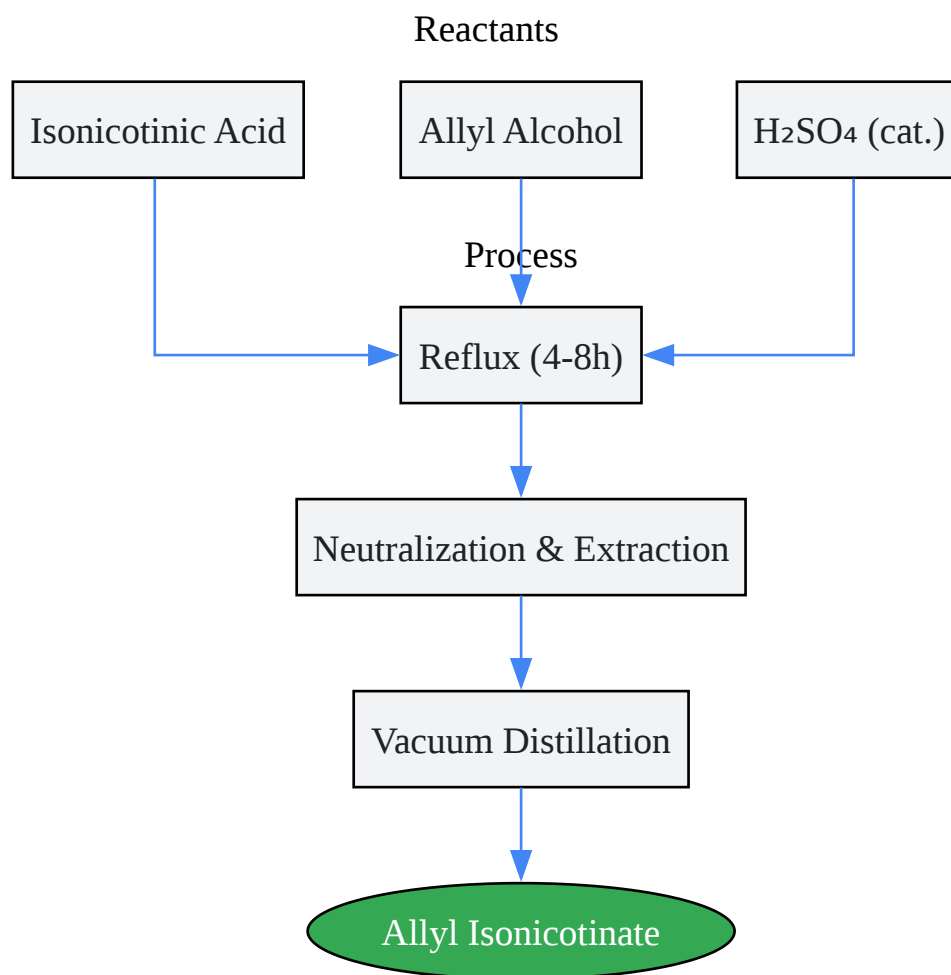 Reactants
Isonicotinic Acid
Allyl Alcohol
H₂SO₄ (cat.)
Process
Reflux (4-8h)
Neutralization & Extraction
Vacuum Distillation
Allyl Isonicotinate